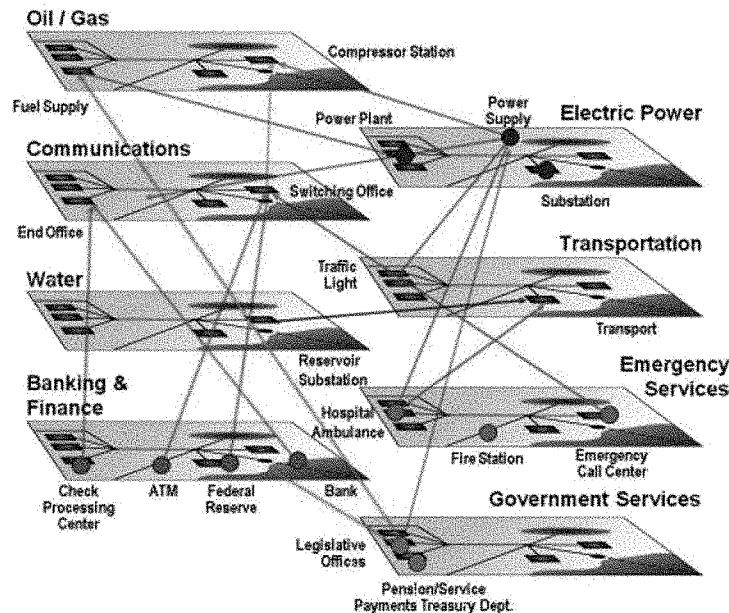 Oil / Gas
Compressor Station
Fuel Supply
Power Plant
Power
Supply
Electric Power
Communications
Switching Office
Substation
End Office
Transportation
Traffic
Light
Water
Transport
Reservoir
Substation
Emergency
Services
Banking &
Finance
Hospital
Ambulance
Fire Station
Emergency
Call Center
Check
Processing
Center
ATM
Federal
Reserve
Bank
Government Services
Legislative
Offices
Pension/Service
Payments Treasury Dept.